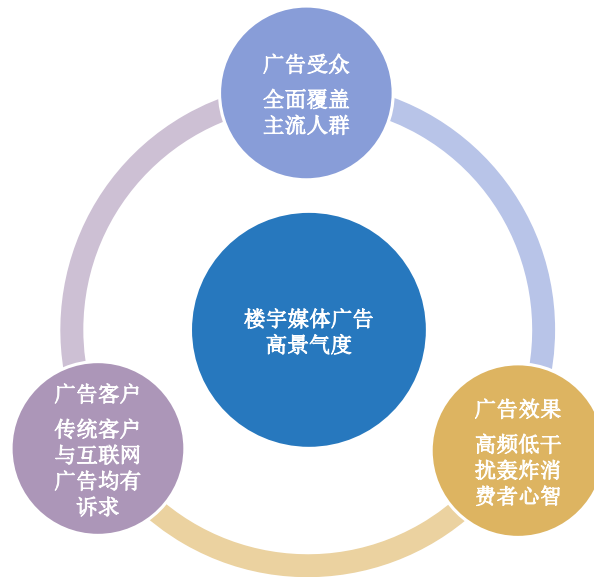 广告受众
全面覆盖
主流人群
楼宇媒体广告
高景气度
广告客户
传统客户
与互联网
广告均有
诉求
广告效果
高频低干
扰轰炸消
费者心智